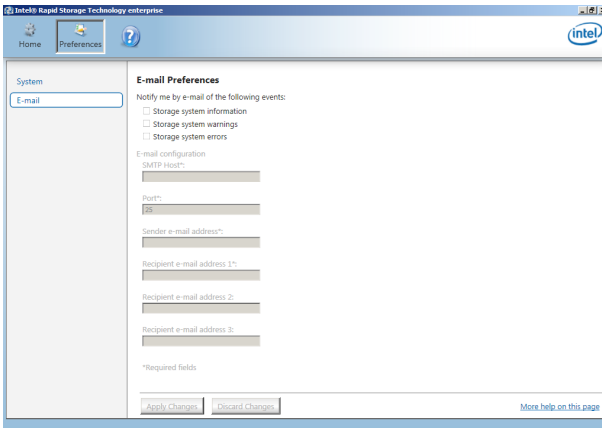 Intel® Rapid Storage Technology enterprise
Home
Preferences
?
intel
System
E-mail
E-mail Preferences
Notify me by e-mail of the following events:
Storage system information
Storage system warnings
Storage system errors
E-mail configuration
SMTP Host*:
Port*:
25
Sender e-mail address*:
Recipient e-mail address 1*:
Recipient e-mail address 2:
Recipient e-mail address 3:
*Required fields
Apply Changes
Discard Changes
More help on this page